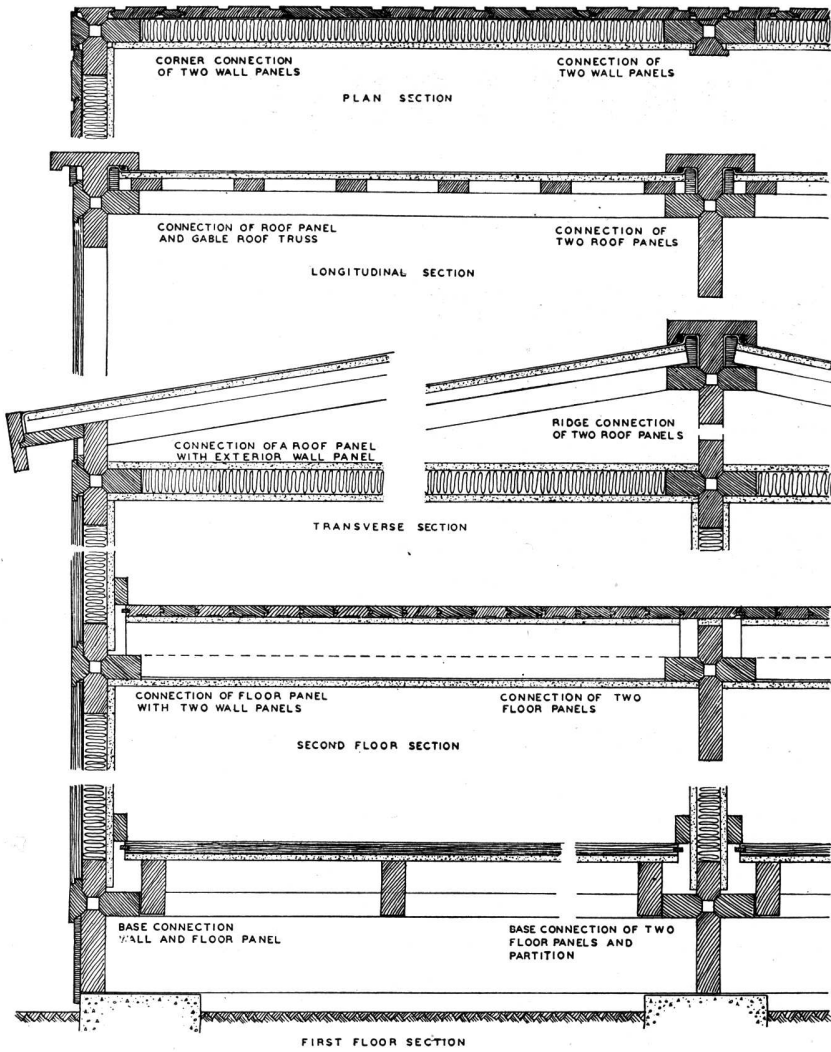 CORNER CONNECTION
OF TWO WALL PANELS
CONNECTION OF
TWO WALL PANELS
PLAN SECTION
CONNECTION OF ROOF PANEL
AND GABLE ROOF TRUSS
CONNECTION OF
TWO ROOF PANELS
LONGITUDINAL SECTION
CONNECTION OF A ROOF PANEL
WITH EXTERIOR WALL PANEL
RIDGE CONNECTION
OF TWO ROOF PANELS
TRANSVERSE SECTION
CONNECTION OF FLOOR PANEL
WITH TWO WALL PANELS
CONNECTION OF TWO
FLOOR PANELS
SECOND FLOOR SECTION
BASE CONNECTION
WALL AND FLOOR PANEL
BASE CONNECTION OF TWO
FLOOR PANELS AND
PARTITION
FIRST FLOOR SECTION